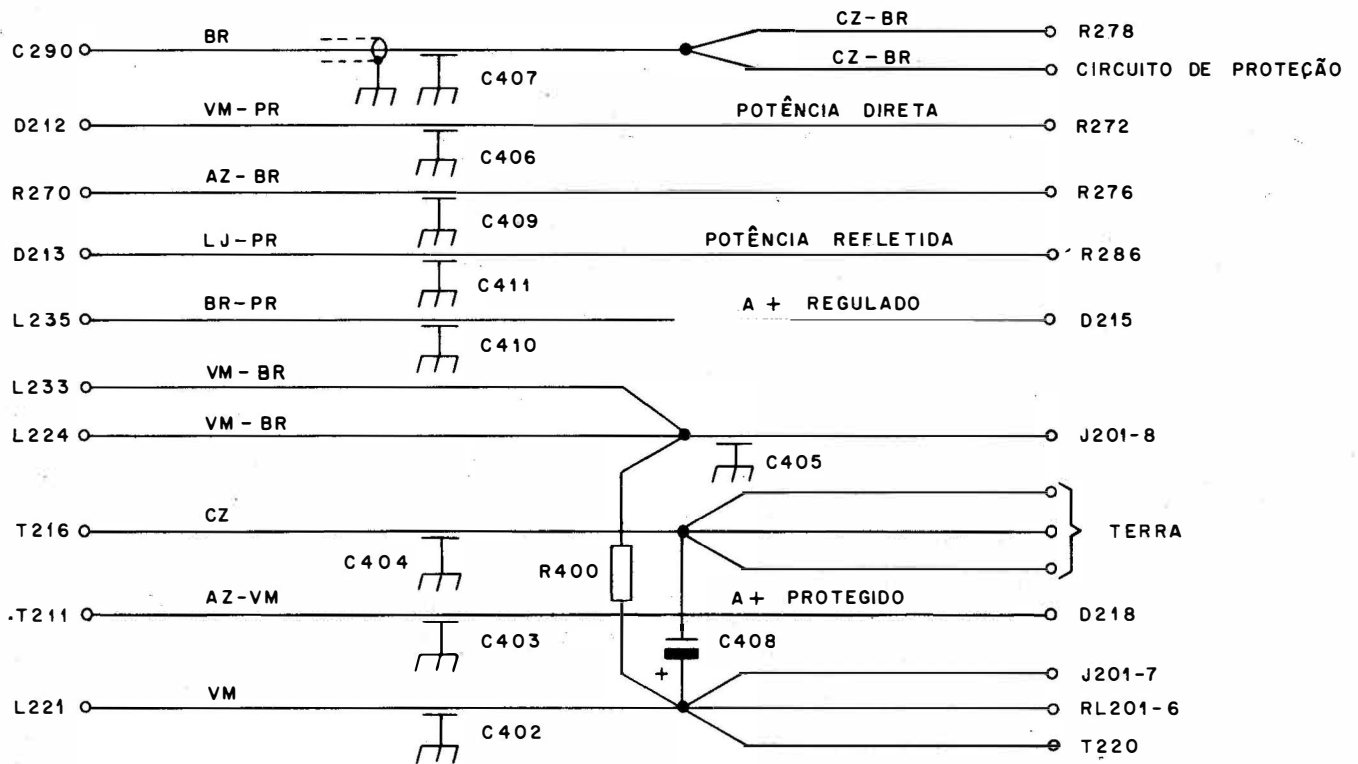 CZ-BR
C290 BR R278
CZ-BR
C407 CIRCUITO DE PROTEÇÃO
VM-PR POTÊNCIA DIRETA
D212 R272
C406
AZ-BR
R270 R276
C409
LJ-PR POTÊNCIA REFLETIDA
D213 R286
C411
BR-PR A + REGULADO
L235 D215
C410
VM-BR
L233
VM-BR
L224 J201-8
C405
CZ
T216 TERRA
C404 R400
AZ-VM A+ PROTEGIDO
T211 D218
C403 C408
+ J201-7
VM
L221 RL201-6
C402
T220